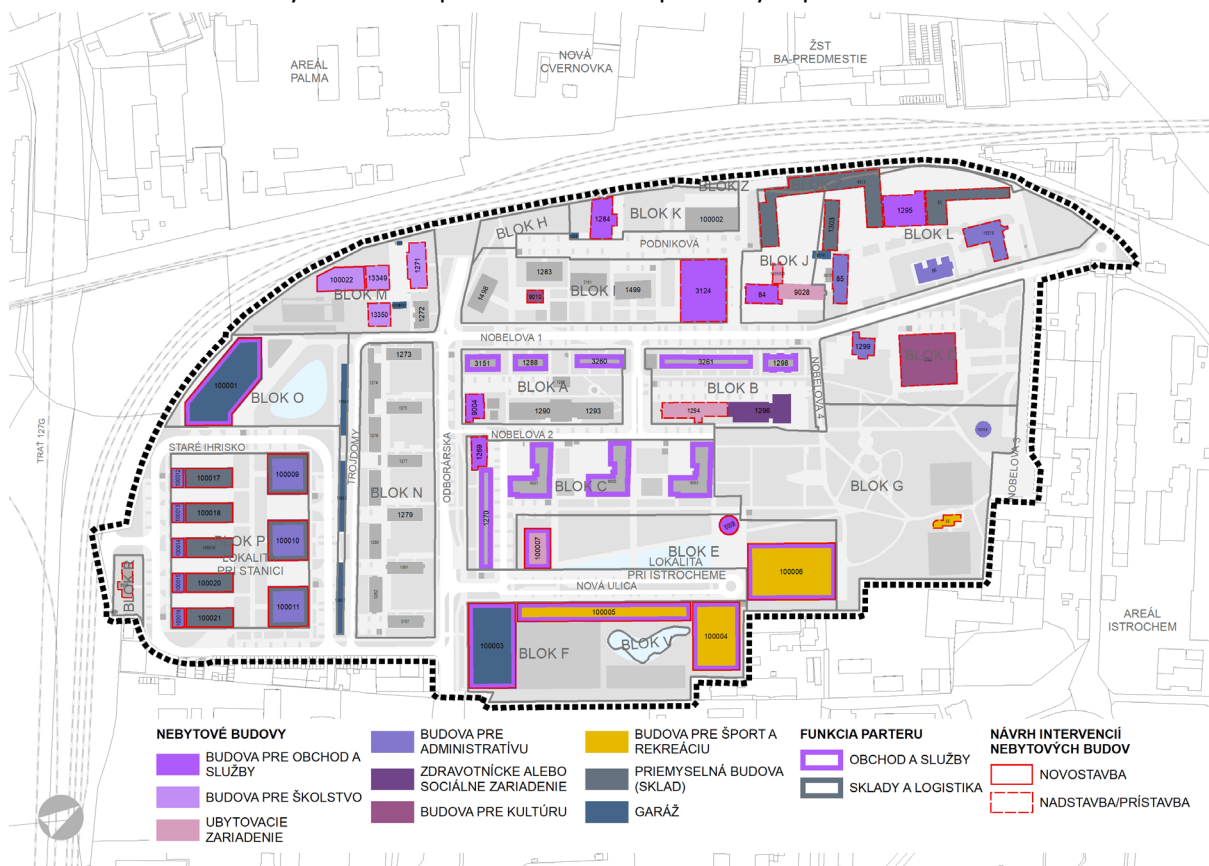 AREÁL
PALMA
NOVÁ
CVERNOVKA
ŽST
BA-PREDMESTIE
BLOK Z
BLOK K
1284
100002
BLOK H
PODNIKOVÁ
1295
1303
BLOK L
BLOK J
85
84
9028
1271
100022
13349
BLOK M
13350
1272
1283
1498
9010
BLOK I
1499
3124
NOBELOVA 1
1299
BLOK D
1273
3151
1288
3260
3261
1298
BLOK A
BLOK B
NOBELOVA 4
100001
BLOK O
9004
1290
1293
1294
1296
TRAŤ 127G
STARÉ IHRISKO
TROJDOMY
ODBORÁRSKA
NOBELOVA 2
1269
NOBELOVA 3
100012
100017
100009
1277
BLOK N
BLOK C
BLOK G
1270
100018
1279
100010
BLOK P
LOKALITA
PRI STANICI
100007
BLOK E
LOKALITA
PRI ISTROCHEME
BLOK R
100020
NOVÁ ULICA
100006
100021
100011
100005
100003
BLOK F
BLOK V
100004
AREÁL
ISTROCHEM
NEBYTOVÉ BUDOVY
BUDOVA PRE OBCHOD A
SLUŽBY
BUDOVA PRE ŠKOLSTVO
UBYTOVACIE
ZARIADENIE
BUDOVA PRE
ADMINISTRATÍVU
ZDRAVOTNÍCKE ALEBO
SOCIÁLNE ZARIADENIE
BUDOVA PRE KULTÚRU
BUDOVA PRE ŠPORT A
REKREÁCIU
PRIEMYSELNÁ BUDOVA
(SKLAD)
GARÁŽ
FUNKCIA PARTERU
OBCHOD A SLUŽBY
SKLADY A LOGISTIKA
NÁVRH INTERVENCIÍ
NEBYTOVÝCH BUDOV
NOVOSTAVBA
NADSTAVBA/PRÍSTAVBA